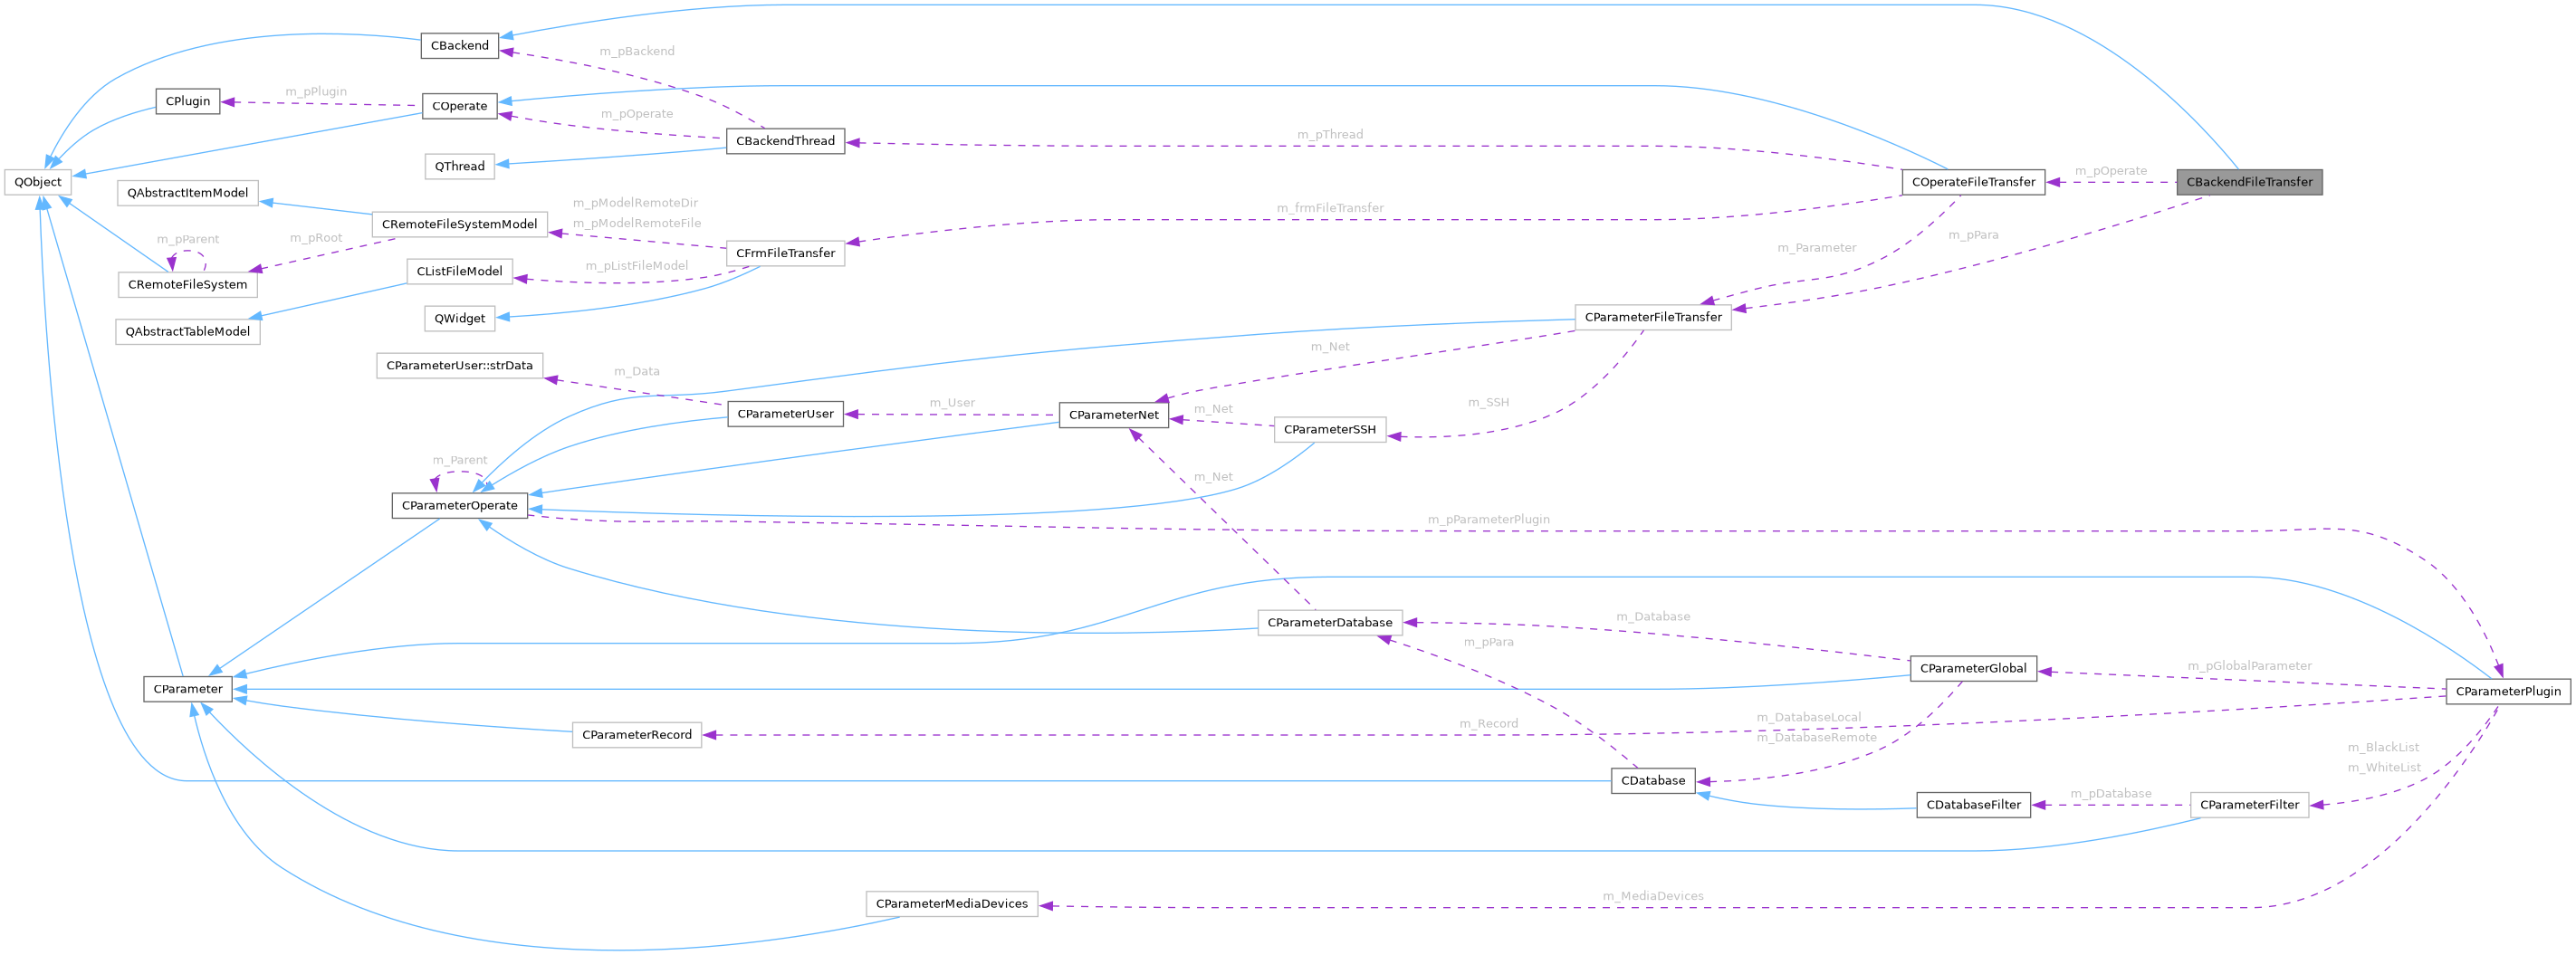 CBackend
m_pBackend
CPlugin
m_pPlugin
COperate
m_pOperate
CBackendThread
m_pThread
QThread
QObject
COperateFileTransfer
m_pOperate
CBackendFileTransfer
QAbstractItemModel
m_pModelRemoteDir
m_pModelRemoteFile
CRemoteFileSystemModel
m_frmFileTransfer
m_pParent
m_pRoot
CFrmFileTransfer
m_Parameter
m_pPara
CListFileModel
m_pListFileModel
CRemoteFileSystem
QWidget
CParameterFileTransfer
QAbstractTableModel
m_Net
CParameterUser::strData
m_Data
m_User
CParameterUser
CParameterNet
m_Net
CParameterSSH
m_SSH
m_Parent
m_Net
CParameterOperate
m_pParameterPlugin
CParameterDatabase
m_Database
m_pPara
CParameterGlobal
m_pGlobalParameter
CParameter
CParameterPlugin
CParameterRecord
m_Record
m_DatabaseLocal
m_DatabaseRemote
m_BlackList
m_WhiteList
CDatabase
CDatabaseFilter
m_pDatabase
CParameterFilter
CParameterMediaDevices
m_MediaDevices